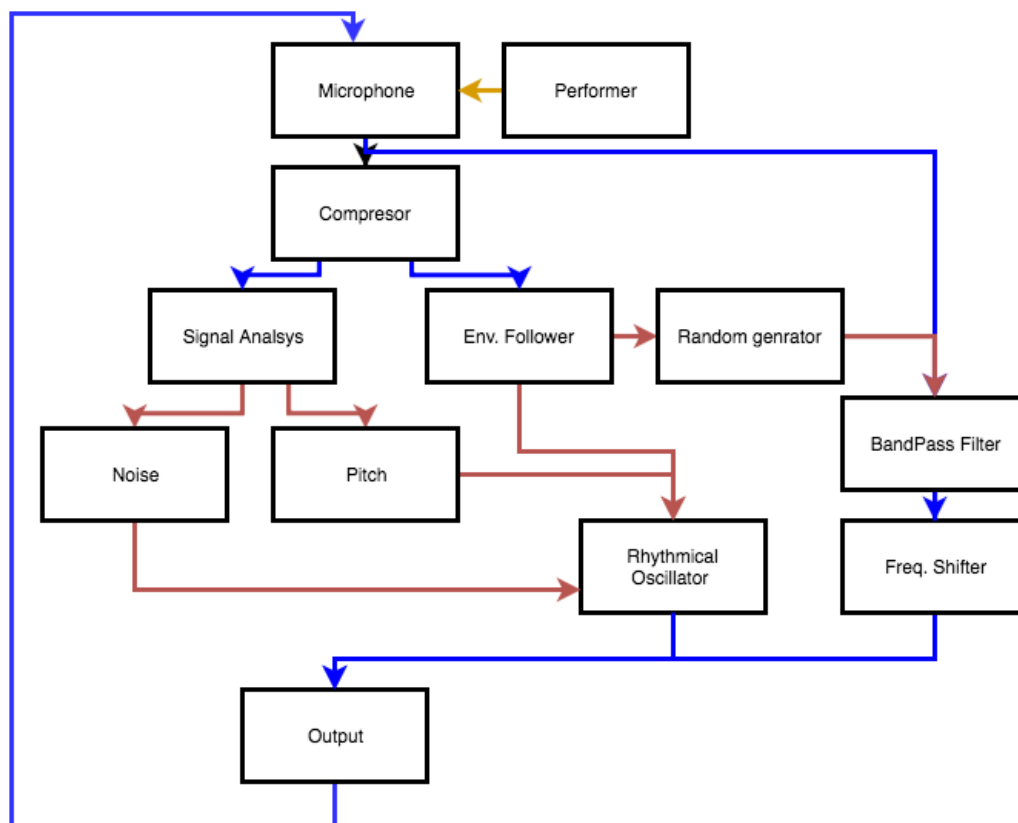 Microphone
Performer
Compresor
Signal Analsys
Env. Follower
Random genrator
BandPass Filter
Noise
Pitch
Rhythmical
Oscillator
Freq. Shifter
Output